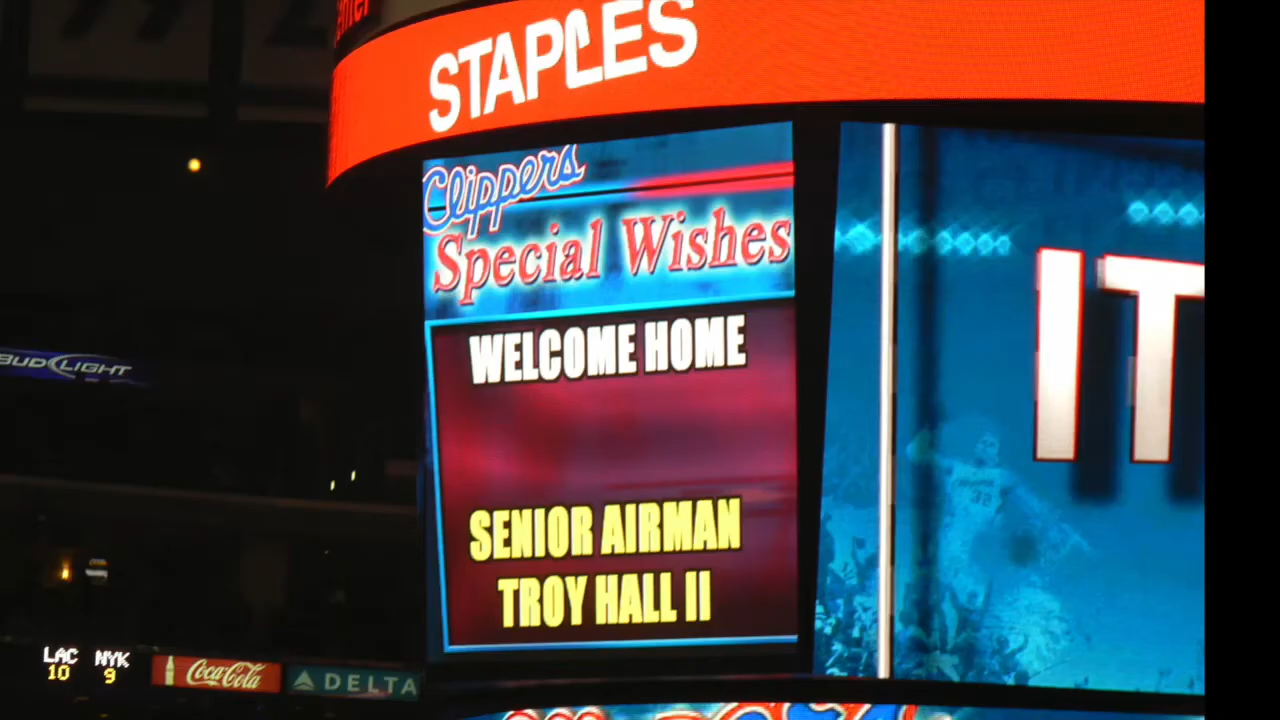 STAPLES
Clippers
Special Wishes
WELCOME HOME
SENIOR AIRMAN
TROY HALL II
IT
BUD LIGHT
LAC NYK
10 9
Coca-Cola
DELTA
32